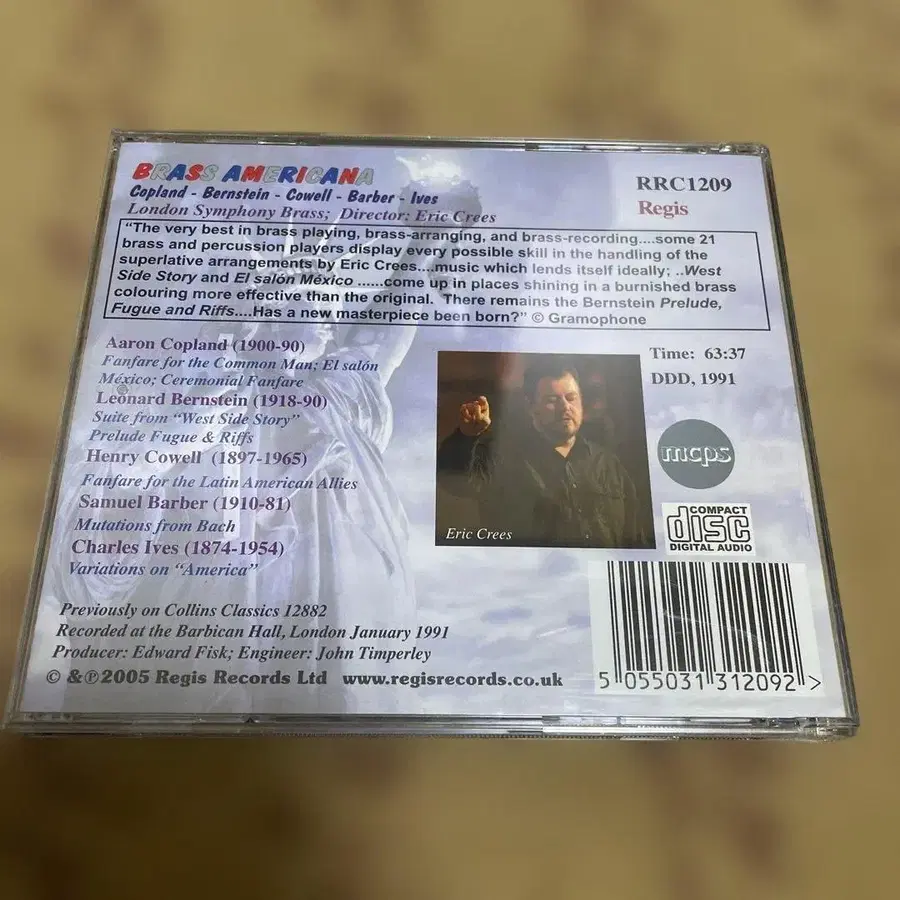 BRASS AMERICANA
Copland - Bernstein - Cowell - Barber - Ives
London Symphony Brass; Director: Eric Crees
RRC1209
Regis
"The very best in brass playing, brass-arranging, and brass-recording....some 21
brass and percussion players display every possible skill in the handling of the
superlative arrangements by Eric Crees....music which lends itself ideally; ..West
Side Story and El salón México ......come up in places shining in a burnished brass
colouring more effective than the original. There remains the Bernstein Prelude,
Fugue and Riffs....Has a new masterpiece been born?" © Gramophone
Aaron Copland (1900-90)
Fanfare for the Common Man; El salón
México; Ceremonial Fanfare
Leonard Bernstein (1918-90)
Suite from "West Side Story"
Prelude Fugue & Riffs
Henry Cowell (1897-1965)
Fanfare for the Latin American Allies
Samuel Barber (1910-81)
Mutations from Bach
Charles Ives (1874-1954)
Variations on "America"
Eric Crees
Time: 63:37
DDD, 1991
mcps
COMPACT
disc
DIGITAL AUDIO
Previously on Collins Classics 12882
Recorded at the Barbican Hall, London January 1991
Producer: Edward Fisk; Engineer: John Timperley
© &℗2005 Regis Records Ltd www.regisrecords.co.uk
5 055031 312092 >